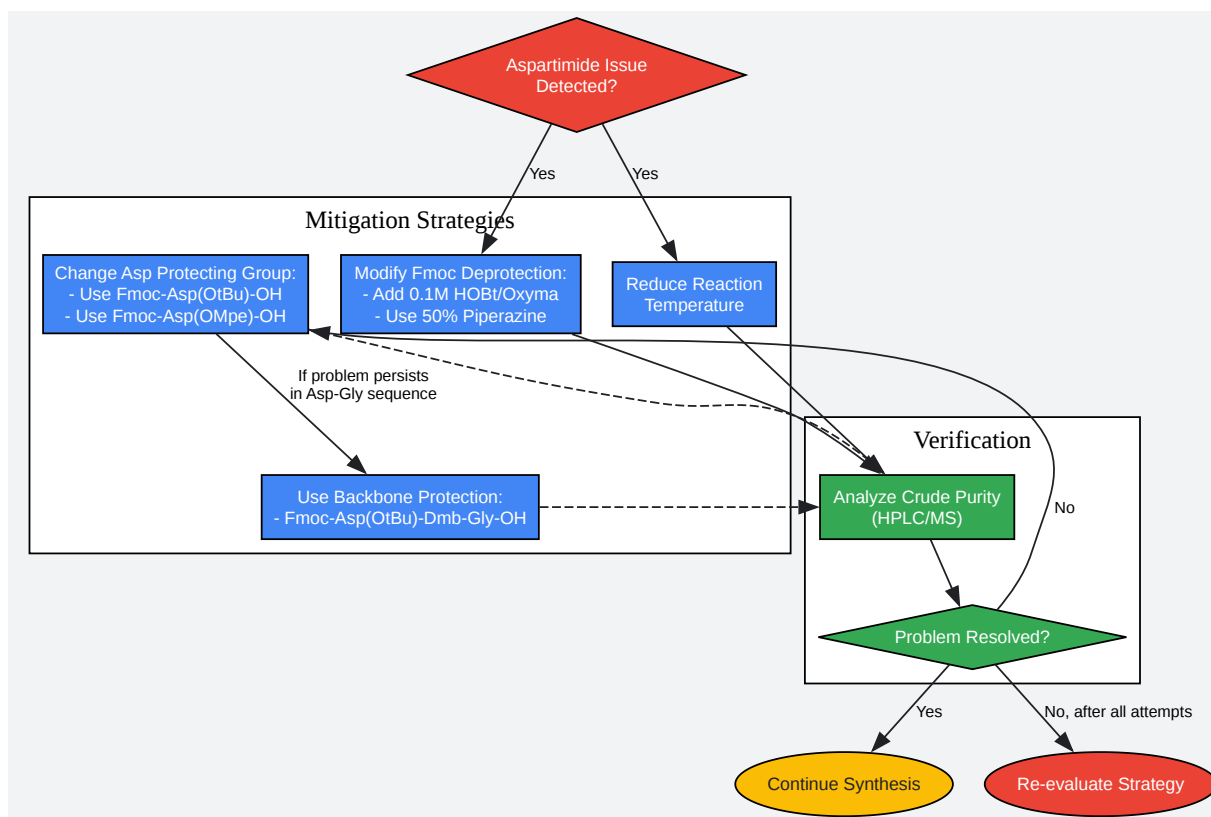 Aspartimide Issue
Detected?
Yes
Yes
Mitigation Strategies
Change Asp Protecting Group:
- Use Fmoc-Asp(OtBu)-OH
- Use Fmoc-Asp(OMpe)-OH
Modify Fmoc Deprotection:
- Add 0.1M HOBt/Oxyma
- Use 50% Piperazine
Reduce Reaction
Temperature
If problem persists
in Asp-Gly sequence
Verification
Use Backbone Protection:
- Fmoc-Asp(OtBu)-Dmb-Gly-OH
Analyze Crude Purity
(HPLC/MS)
No
Problem Resolved?
Yes
No, after all attempts
Continue Synthesis
Re-evaluate Strategy